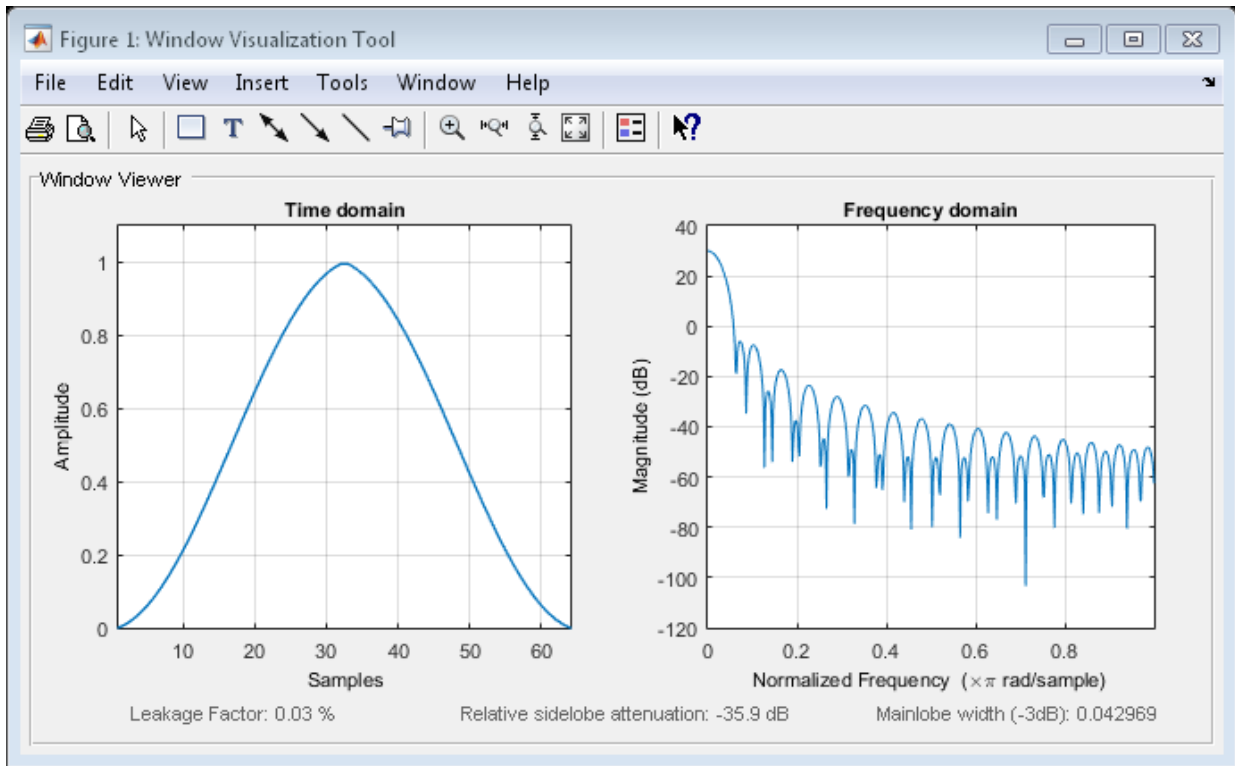 Figure 1: Window Visualization Tool
File Edit View Insert Tools Window Help
T
?
Window Viewer
Time domain
1
0.8
0.6
0.4
0.2
0
Amplitude
10 20 30 40 50 60
Samples
Frequency domain
40
20
0
-20
-40
-60
-80
-100
-120
Magnitude (dB)
0 0.2 0.4 0.6 0.8
Normalized Frequency (×π rad/sample)
Leakage Factor: 0.03 % Relative sidelobe attenuation: -35.9 dB Mainlobe width (-3dB): 0.042969